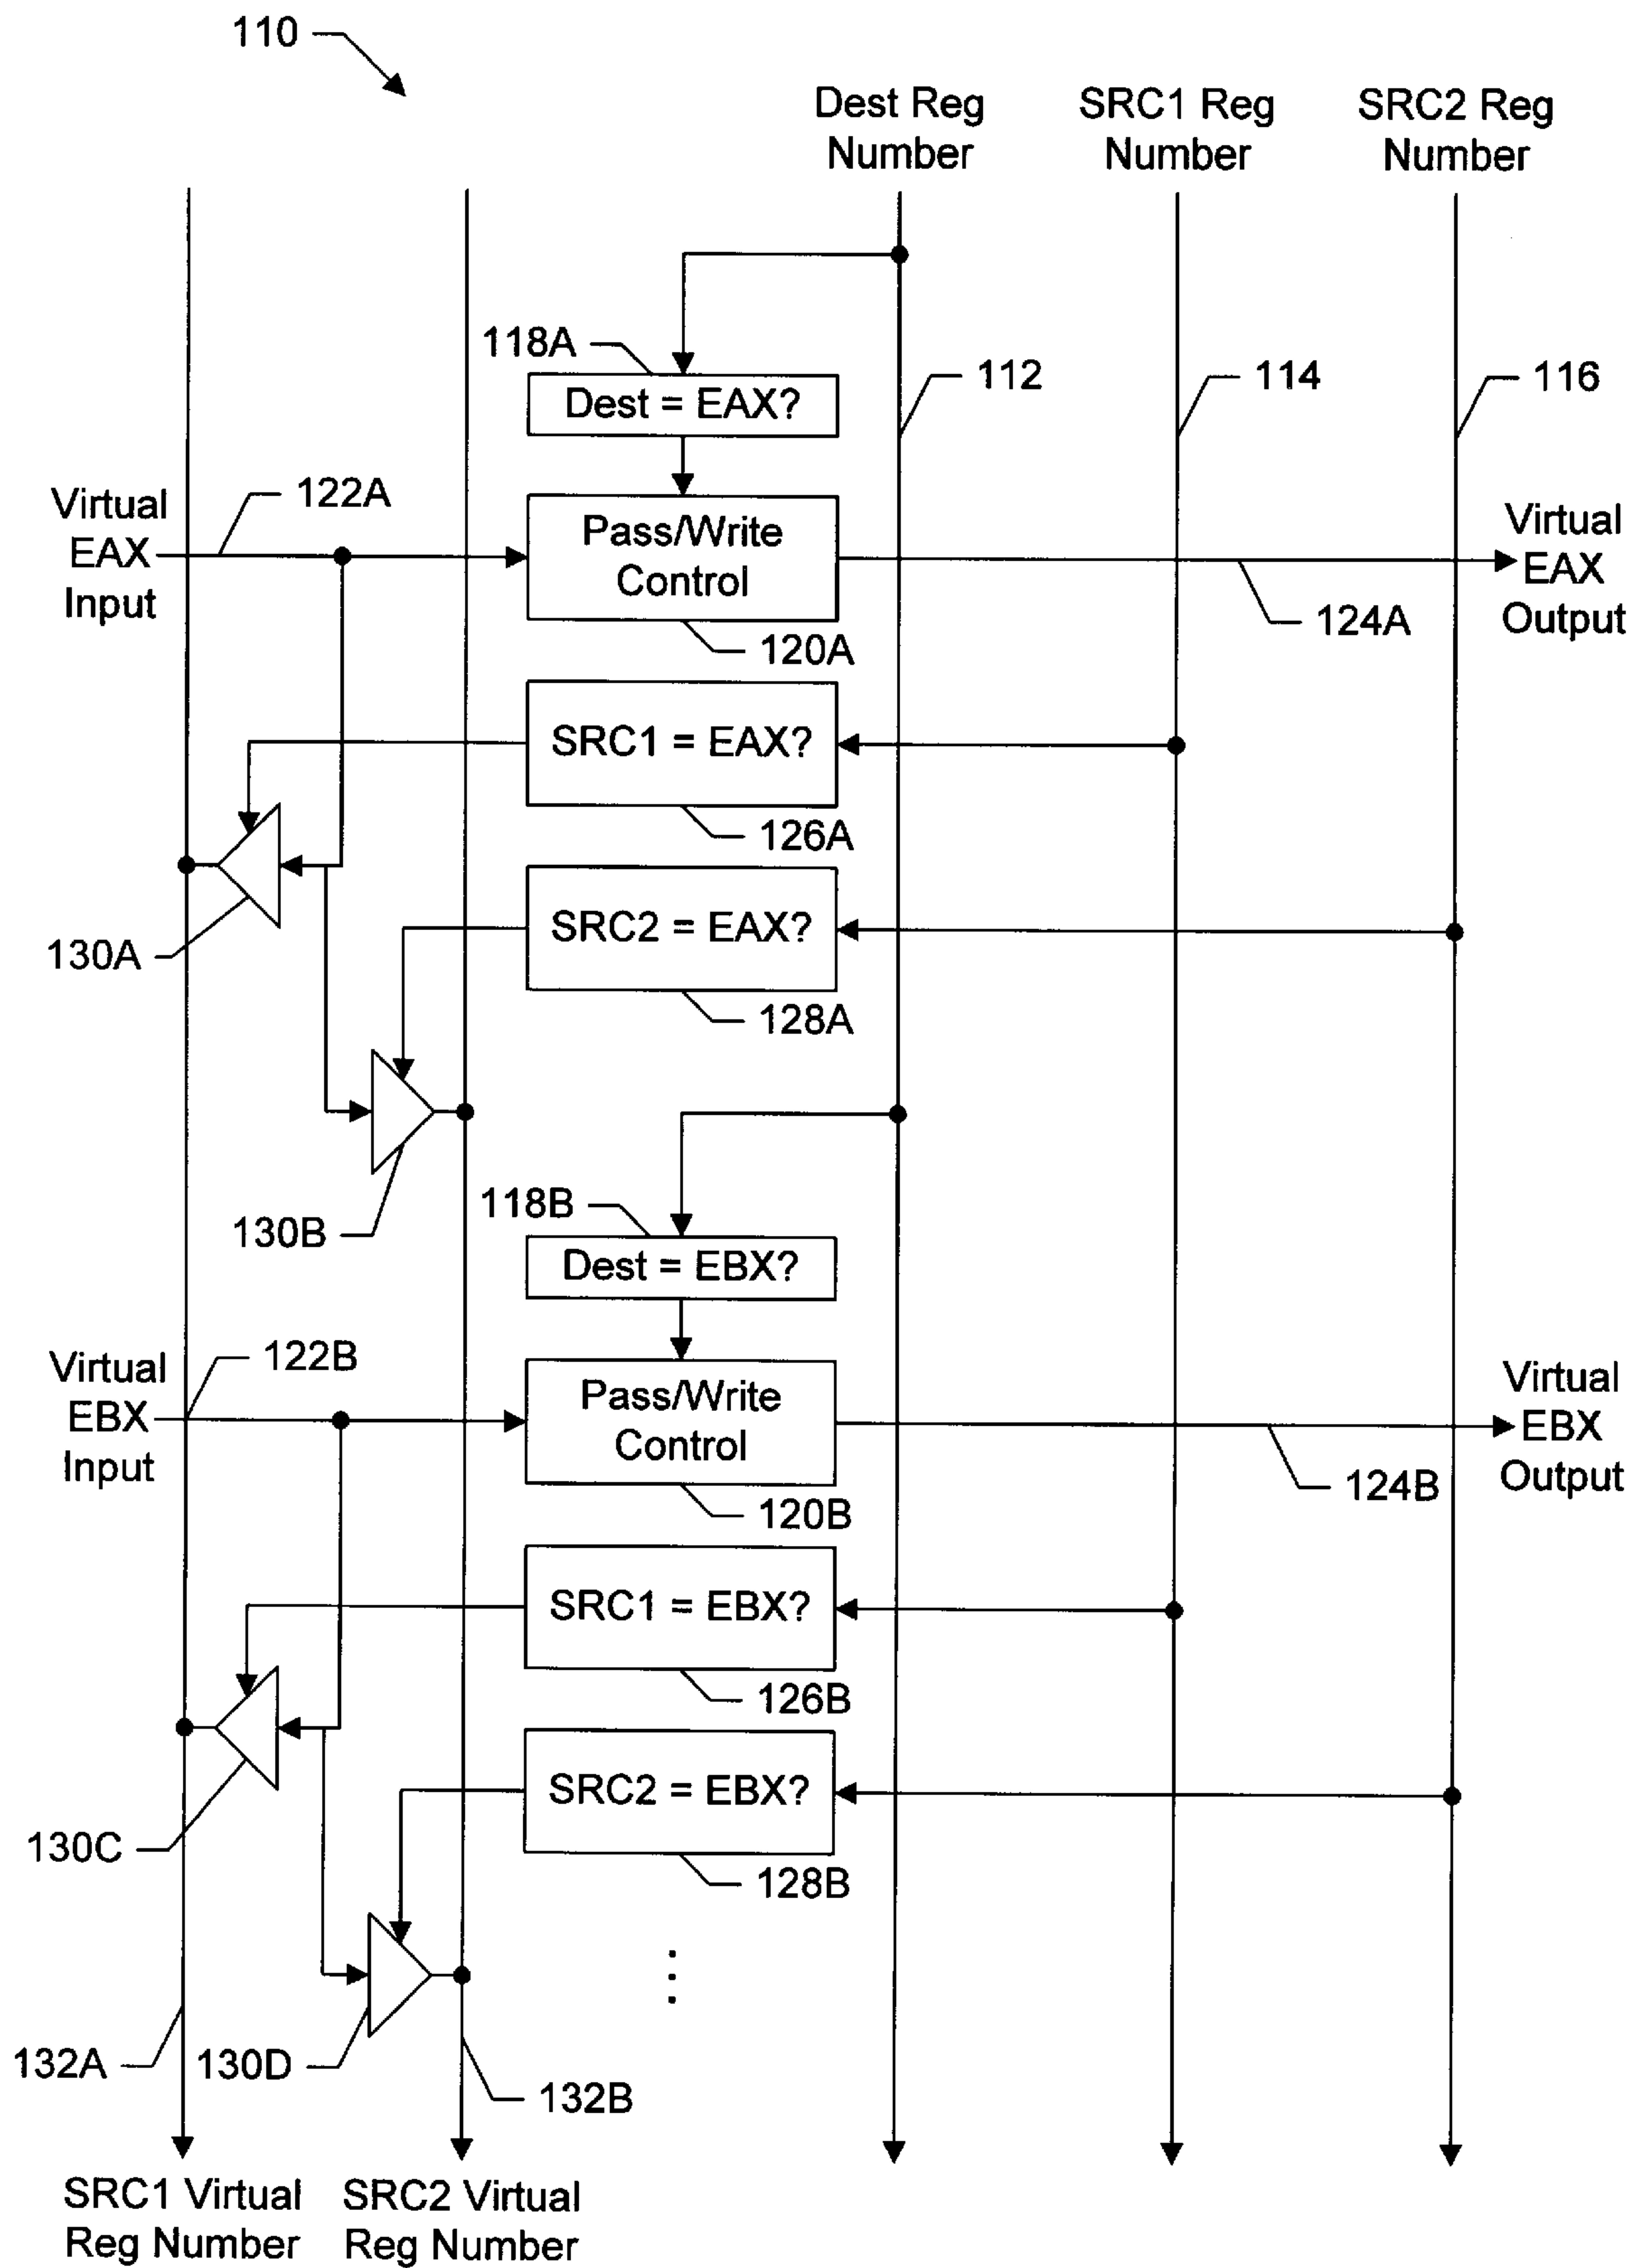 110
Dest Reg
Number
SRC1 Reg
Number
SRC2 Reg
Number
118A
112
114
116
Dest = EAX?
Virtual
EAX
Input
122A
Pass/Write
Control
Virtual
EAX
Output
124A
120A
SRC1 = EAX?
126A
130A
SRC2 = EAX?
128A
130B
118B
Dest = EBX?
Virtual
EBX
Input
122B
Pass/Write
Control
Virtual
EBX
Output
124B
120B
SRC1 = EBX?
126B
130C
SRC2 = EBX?
128B
132A
130D
132B
SRC1 Virtual
Reg Number
SRC2 Virtual
Reg Number